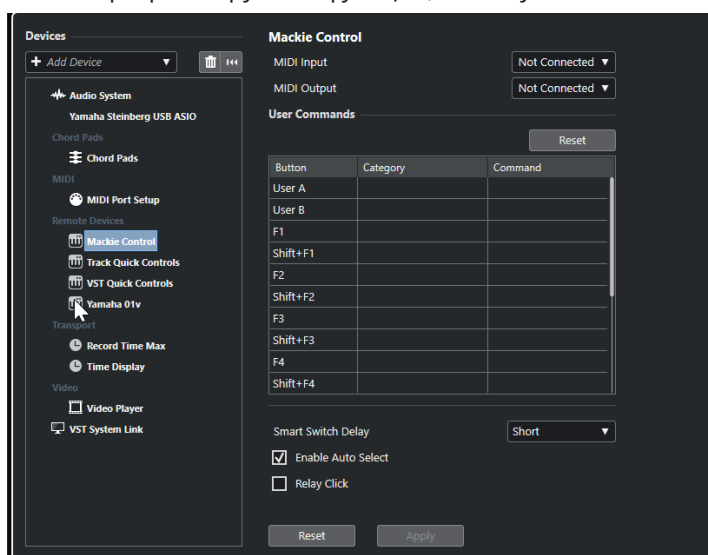 Devices
Mackie Control
+ Add Device
MIDI Input
Not Connected
MIDI Output
Not Connected
Audio System
Yamaha Steinberg USB ASIO
User Commands
Chord Pads
Reset
Chord Pads
Button Category Command
MIDI
User A
MIDI Port Setup
User B
Remote Devices
F1
Mackie Control
Shift+F1
Track Quick Controls
F2
VST Quick Controls
Shift+F2
Yamaha 01v
F3
Transport
Shift+F3
Record Time Max
F4
Time Display
Shift+F4
Video
Video Player
VST System Link
Smart Switch Delay
Short
Enable Auto Select
Relay Click
Reset
Apply